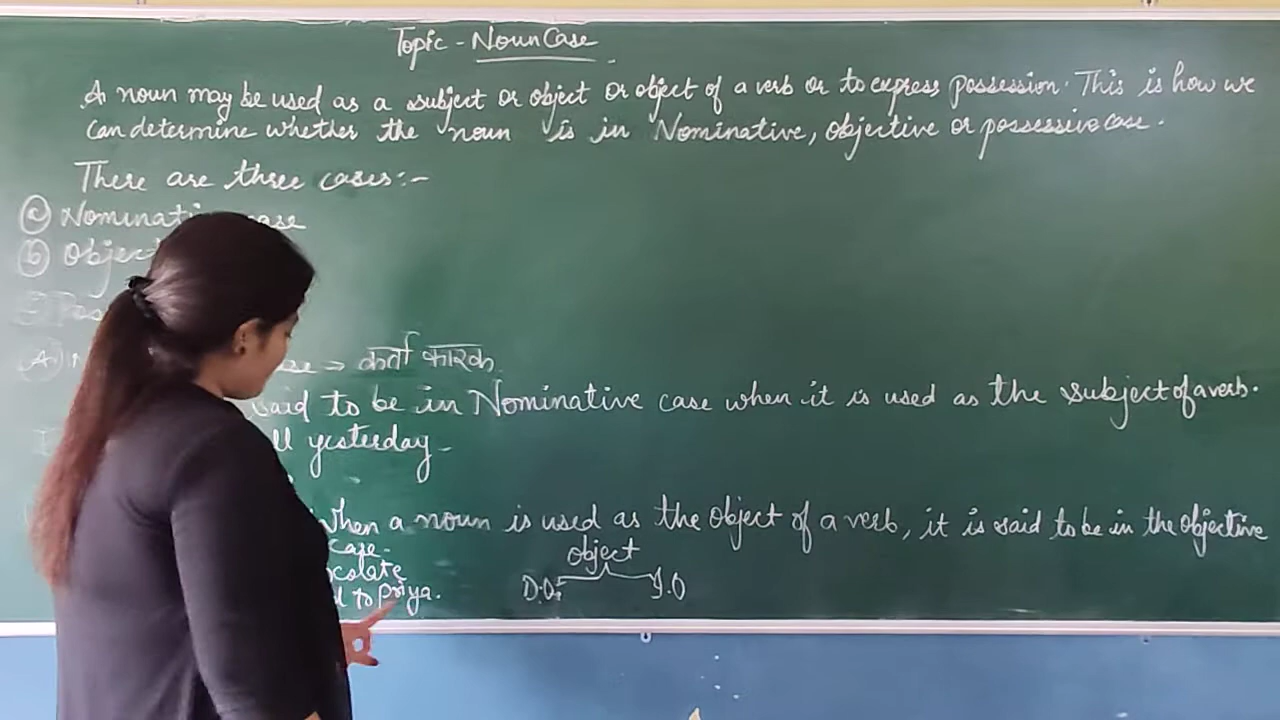 Topic - Noun Case
A noun may be used as a subject or object or object of a verb or to express possession. This is how we
can determine whether the noun is in Nominative, objective or possessive case.
There are three cases:-
Nominati case
b Object
A) se → कर्ता कारक
said to be in Nominative case when it is used as the subject of a verb.
ll yesterday.
When a noun is used as the object of a verb, it is said to be in the objective
case.
object
colate
D.O. I.O
to Priya.